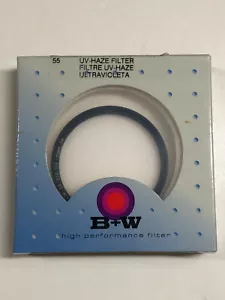 55
UV-HAZE FILTER
FILTRE UV-HAZE
ULTRAVIOLETA
B+W
high performance filter